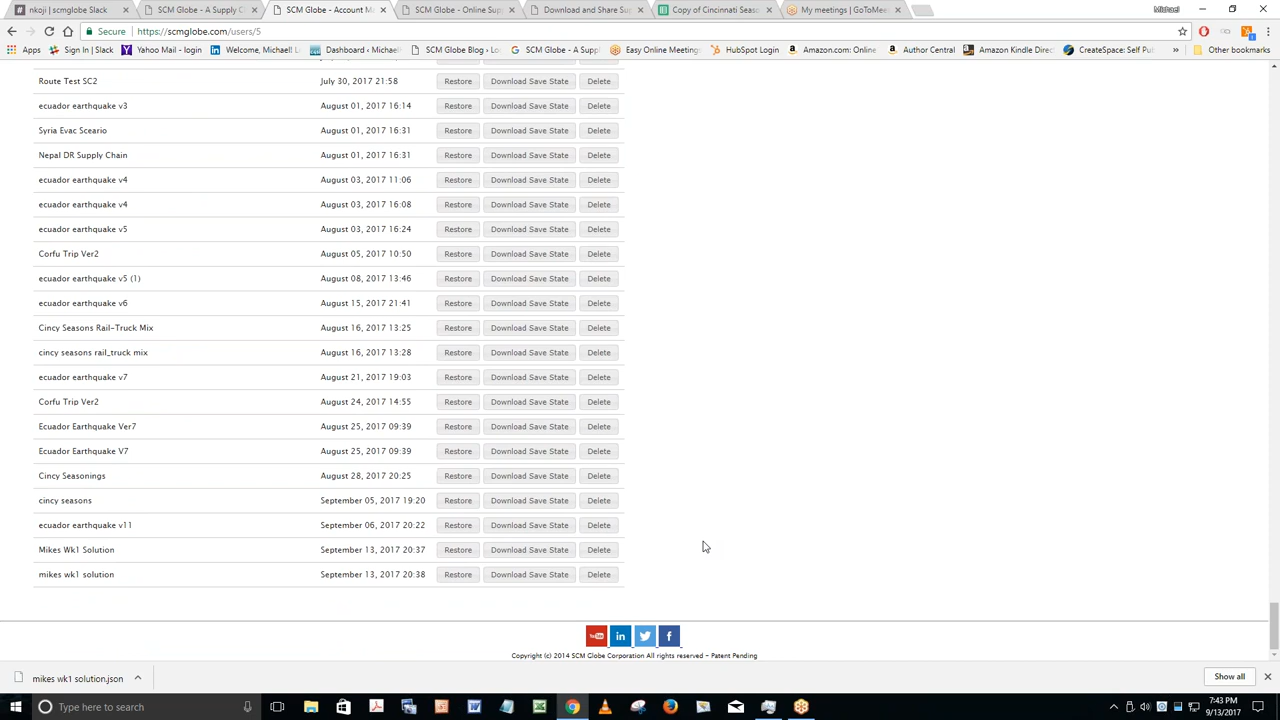 nkoji | scmglobe Slack
SCM Globe - A Supply C
SCM Globe - Account M
SCM Globe - Online Sup
Download and Share Sup
Copy of Cincinnati Seaso
My meetings | GoToMee
Michael
Secure
https://scmglobe.com/users/5
Apps
Sign In | Slack
Yahoo Mail - login
Welcome, Michael! L
Dashboard - Michael
SCM Globe Blog ‹ Lo
SCM Globe - A Suppl
Easy Online Meeting
HubSpot Login
Amazon.com: Online
Author Central
Amazon Kindle Direc
CreateSpace: Self Pub
»
Other bookmarks
Route Test SC2 July 30, 2017 21:58 Restore Download Save State Delete
ecuador earthquake v3 August 01, 2017 16:14 Restore Download Save State Delete
Syria Evac Sceario August 01, 2017 16:31 Restore Download Save State Delete
Nepal DR Supply Chain August 01, 2017 16:31 Restore Download Save State Delete
ecuador earthquake v4 August 03, 2017 11:06 Restore Download Save State Delete
ecuador earthquake v4 August 03, 2017 16:08 Restore Download Save State Delete
ecuador earthquake v5 August 03, 2017 16:24 Restore Download Save State Delete
Corfu Trip Ver2 August 05, 2017 10:50 Restore Download Save State Delete
ecuador earthquake v5 (1) August 08, 2017 13:46 Restore Download Save State Delete
ecuador earthquake v6 August 15, 2017 21:41 Restore Download Save State Delete
Cincy Seasons Rail-Truck Mix August 16, 2017 13:25 Restore Download Save State Delete
cincy seasons rail_truck mix August 16, 2017 13:28 Restore Download Save State Delete
ecuador earthquake v7 August 21, 2017 19:03 Restore Download Save State Delete
Corfu Trip Ver2 August 24, 2017 14:55 Restore Download Save State Delete
Ecuador Earthquake Ver7 August 25, 2017 09:39 Restore Download Save State Delete
Ecuador Earthquake V7 August 25, 2017 09:39 Restore Download Save State Delete
Cincy Seasonings August 28, 2017 20:25 Restore Download Save State Delete
cincy seasons September 05, 2017 19:20 Restore Download Save State Delete
ecuador earthquake v11 September 06, 2017 20:22 Restore Download Save State Delete
Mikes Wk1 Solution September 13, 2017 20:37 Restore Download Save State Delete
mikes wk1 solution September 13, 2017 20:38 Restore Download Save State Delete
You in f
Copyright (c) 2014 SCM Globe Corporation All rights reserved - Patent Pending
mikes wk1 solution.json
Show all
Type here to search
7:43 PM
9/13/2017